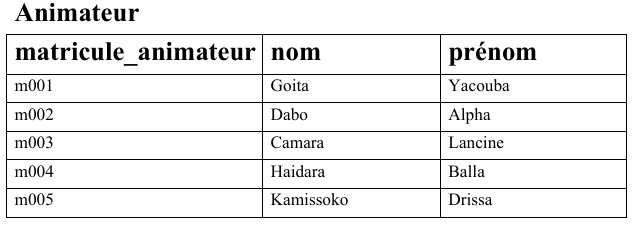 Animateur
matricule_animateur nom prénom
m001 Goita Yacouba
m002 Dabo Alpha
m003 Camara Lancine
m004 Haidara Balla
m005 Kamissoko Drissa